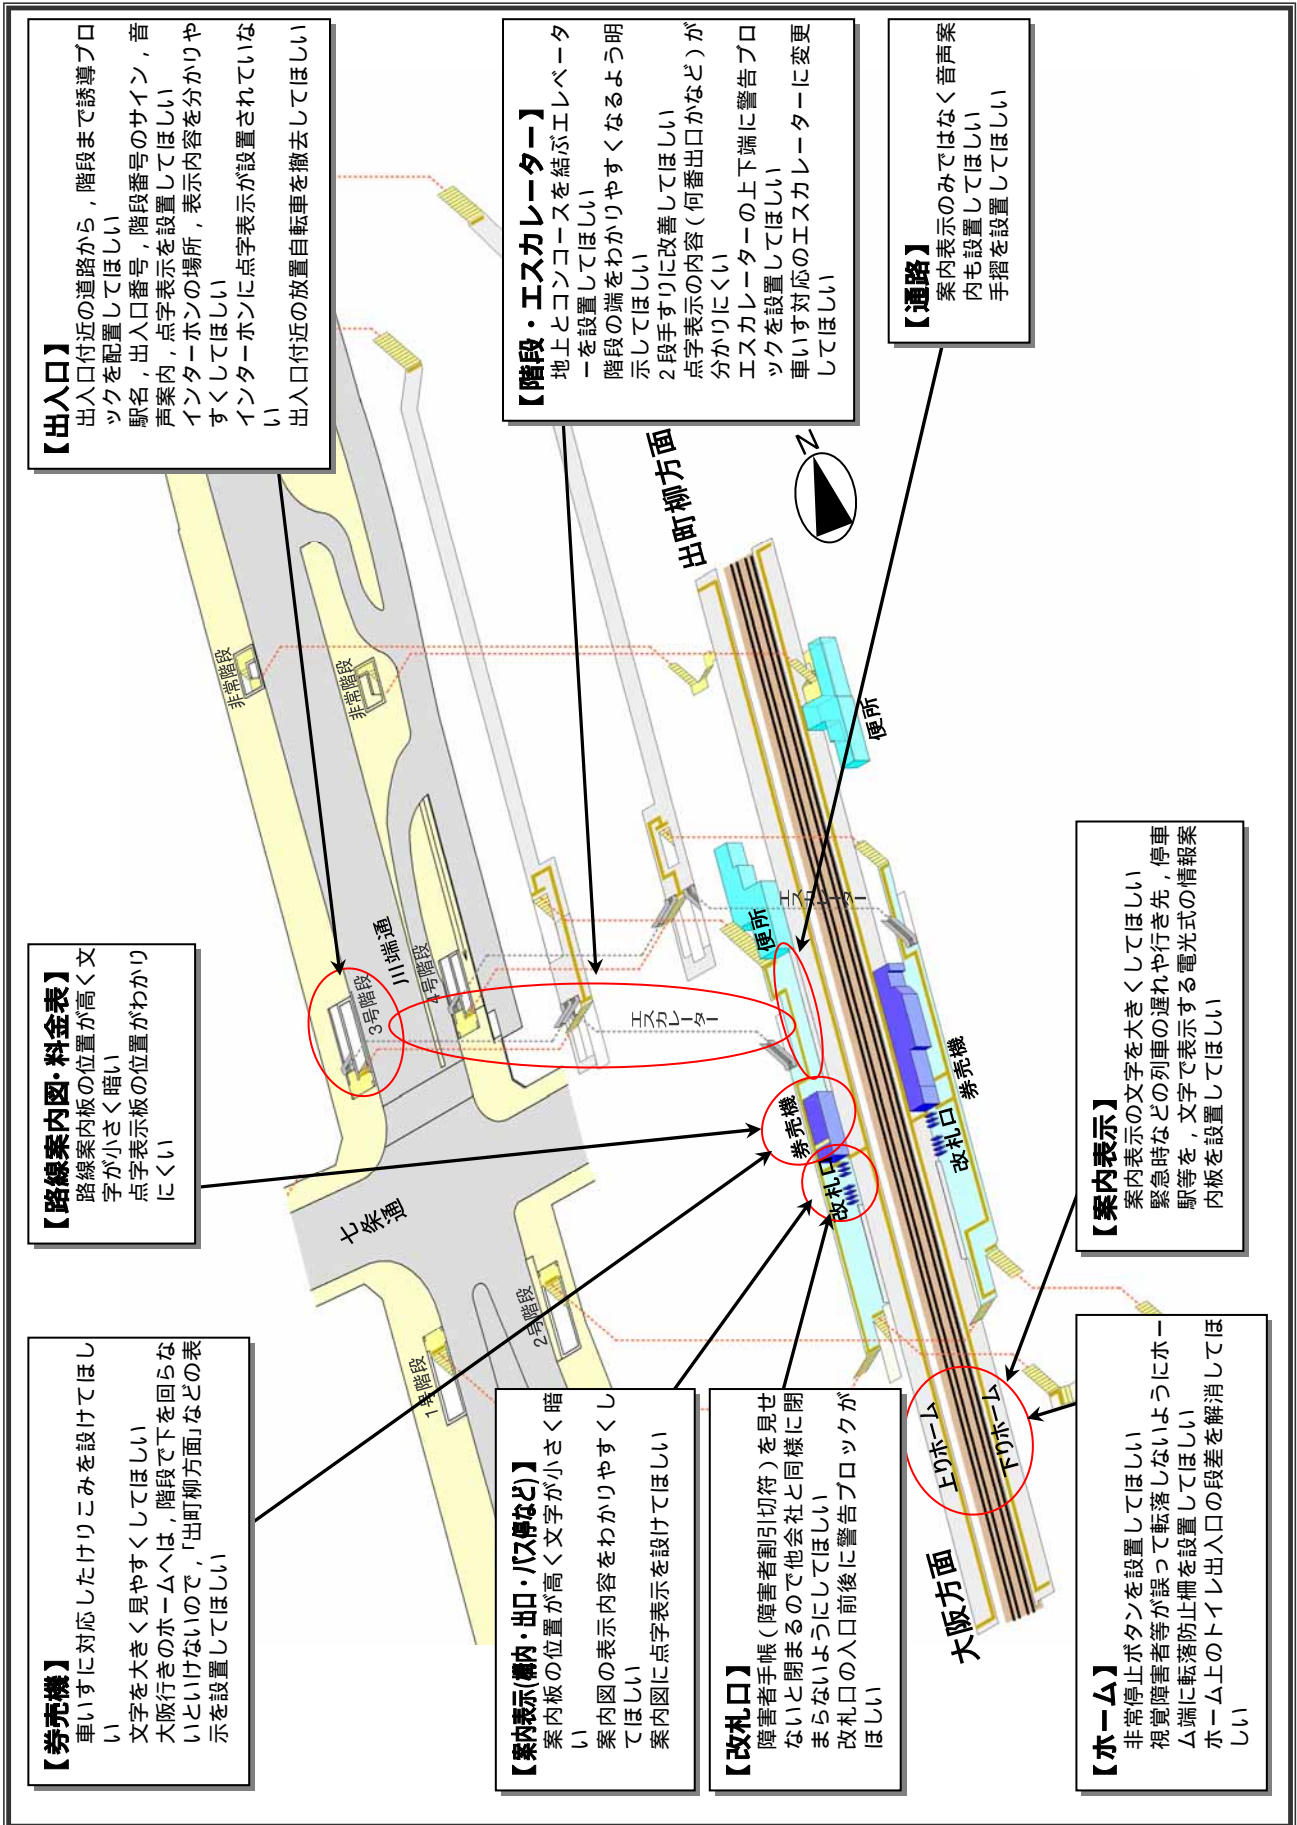 【券売機】
車いすに対応したけりこみを設けてほし
い
文字を大きく見やすくしてほしい
大阪行きのホームへは，階段で下を回らな
いといけないので，「出町柳方面」などの表
示を設置してほしい
【路線案内図・料金表】
路線案内板の位置が高く文
字が小さく暗い
点字表示板の位置がわかり
にくい
【出入口】
出入口付近の道路から，階段まで誘導ブロ
ックを配置してほしい
駅名，出入口番号，階段番号のサイン，音
声案内，点字表示を設置してほしい
インターホンの場所，表示内容を分かりや
すくしてほしい
インターホンに点字表示が設置されていな
い
出入口付近の放置自転車を撤去してほしい
【階段・エスカレーター】
地上とコンコースを結ぶエレベータ
ーを設置してほしい
階段の端をわかりやすくなるよう明
示してほしい
2段手すりに改善してほしい
点字表示の内容（何番出口かなど）が
分かりにくい
エスカレーターの上下端に警告ブロ
ックを設置してほしい
車いす対応のエスカレーターに変更
してほしい
【通路】
案内表示のみではなく音声案
内も設置してほしい
手摺を設置してほしい
非常階段
非常階段
川端通
3号階段
4号階段
七条通
1号階段
2号階段
エスカレーター
エスカレーター
出町柳方面
N
便所
便所
券売機
改札口
券売機
改札口
上りホーム
下りホーム
大阪方面
【案内表示(構内・出口・バス停など)】
案内板の位置が高く文字が小さく暗
い
案内図の表示内容をわかりやすくし
てほしい
案内図に点字表示を設けてほしい
【改札口】
障害者手帳（障害者割引切符）を見せ
ないと閉まるので他会社と同様に閉
まらないようにしてほしい
改札口の入口前後に警告ブロックが
ほしい
【案内表示】
案内表示の文字を大きくしてほしい
緊急時などの列車の遅れや行き先，停車
駅等を，文字で表示する電光式の情報案
内板を設置してほしい
【ホーム】
非常停止ボタンを設置してほしい
視覚障害者等が誤って転落しないようにホー
ム端に転落防止柵を設置してほしい
ホーム上のトイレ出入口の段差を解消してほ
しい